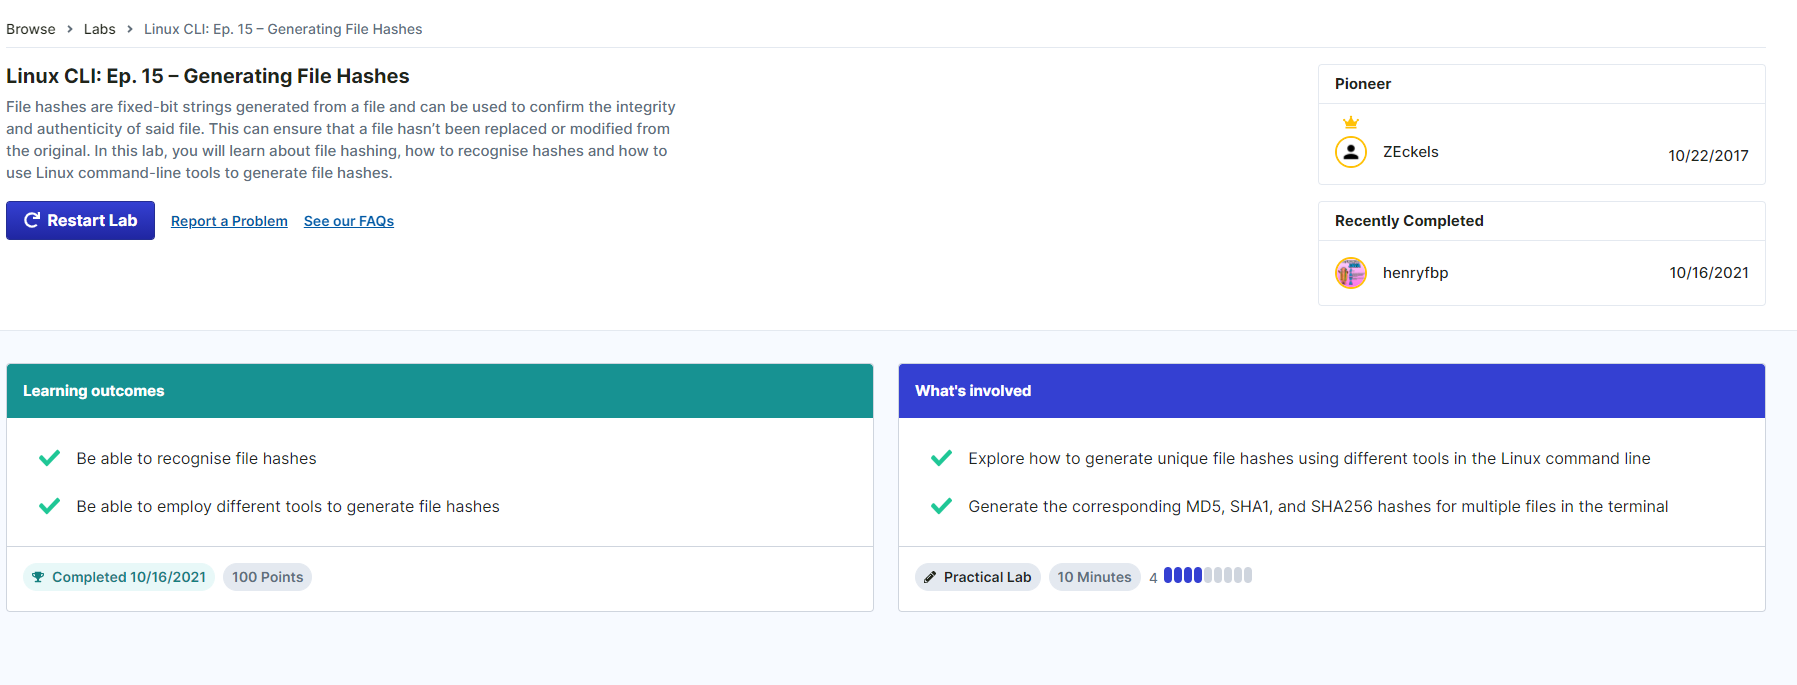 Browse > Labs > Linux CLI: Ep. 15 – Generating File Hashes
Linux CLI: Ep. 15 – Generating File Hashes
File hashes are fixed-bit strings generated from a file and can be used to confirm the integrity
and authenticity of said file. This can ensure that a file hasn’t been replaced or modified from
the original. In this lab, you will learn about file hashing, how to recognise hashes and how to
use Linux command-line tools to generate file hashes.
Restart Lab Report a Problem See our FAQs
Pioneer
ZEckels 10/22/2017
Recently Completed
henryfbp 10/16/2021
Learning outcomes
Be able to recognise file hashes
Be able to employ different tools to generate file hashes
Completed 10/16/2021 100 Points
What's involved
Explore how to generate unique file hashes using different tools in the Linux command line
Generate the corresponding MD5, SHA1, and SHA256 hashes for multiple files in the terminal
Practical Lab 10 Minutes 4